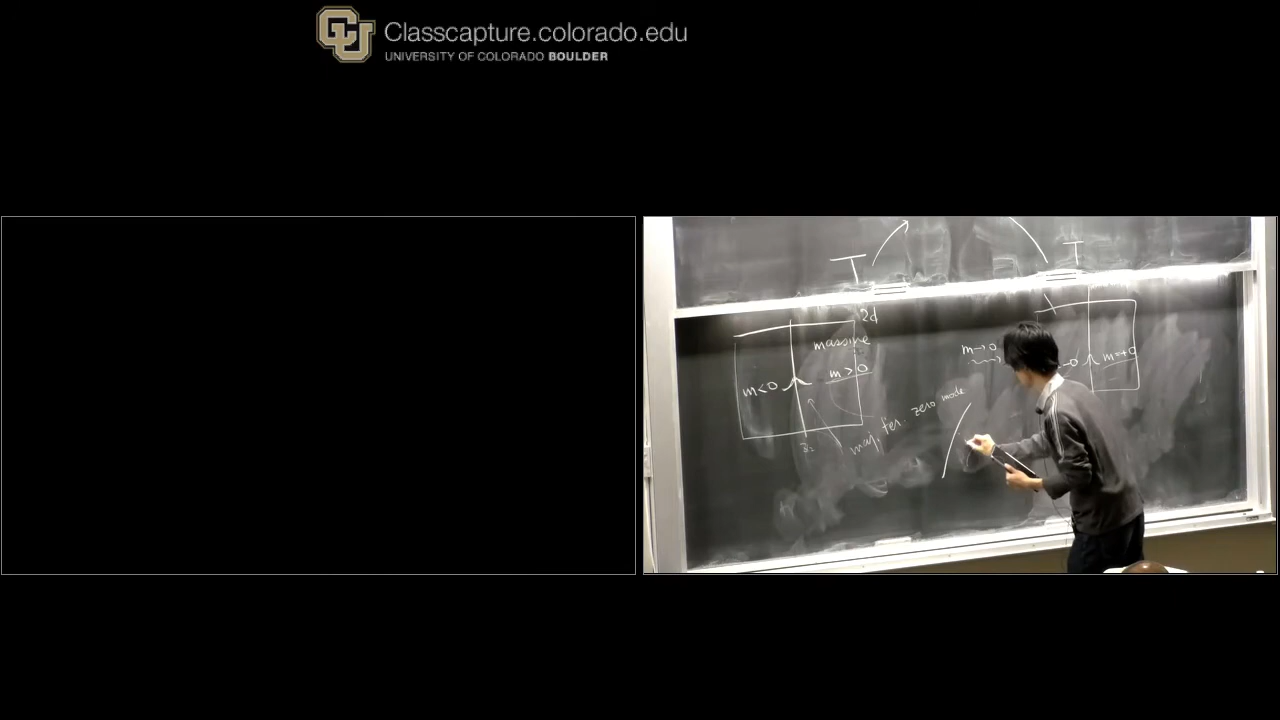 Classcapture.colorado.edu
UNIVERSITY OF COLORADO BOULDER
T
T
2d
massive
m<0
m>0
maj. fer. zero mode
m→0
m=+0